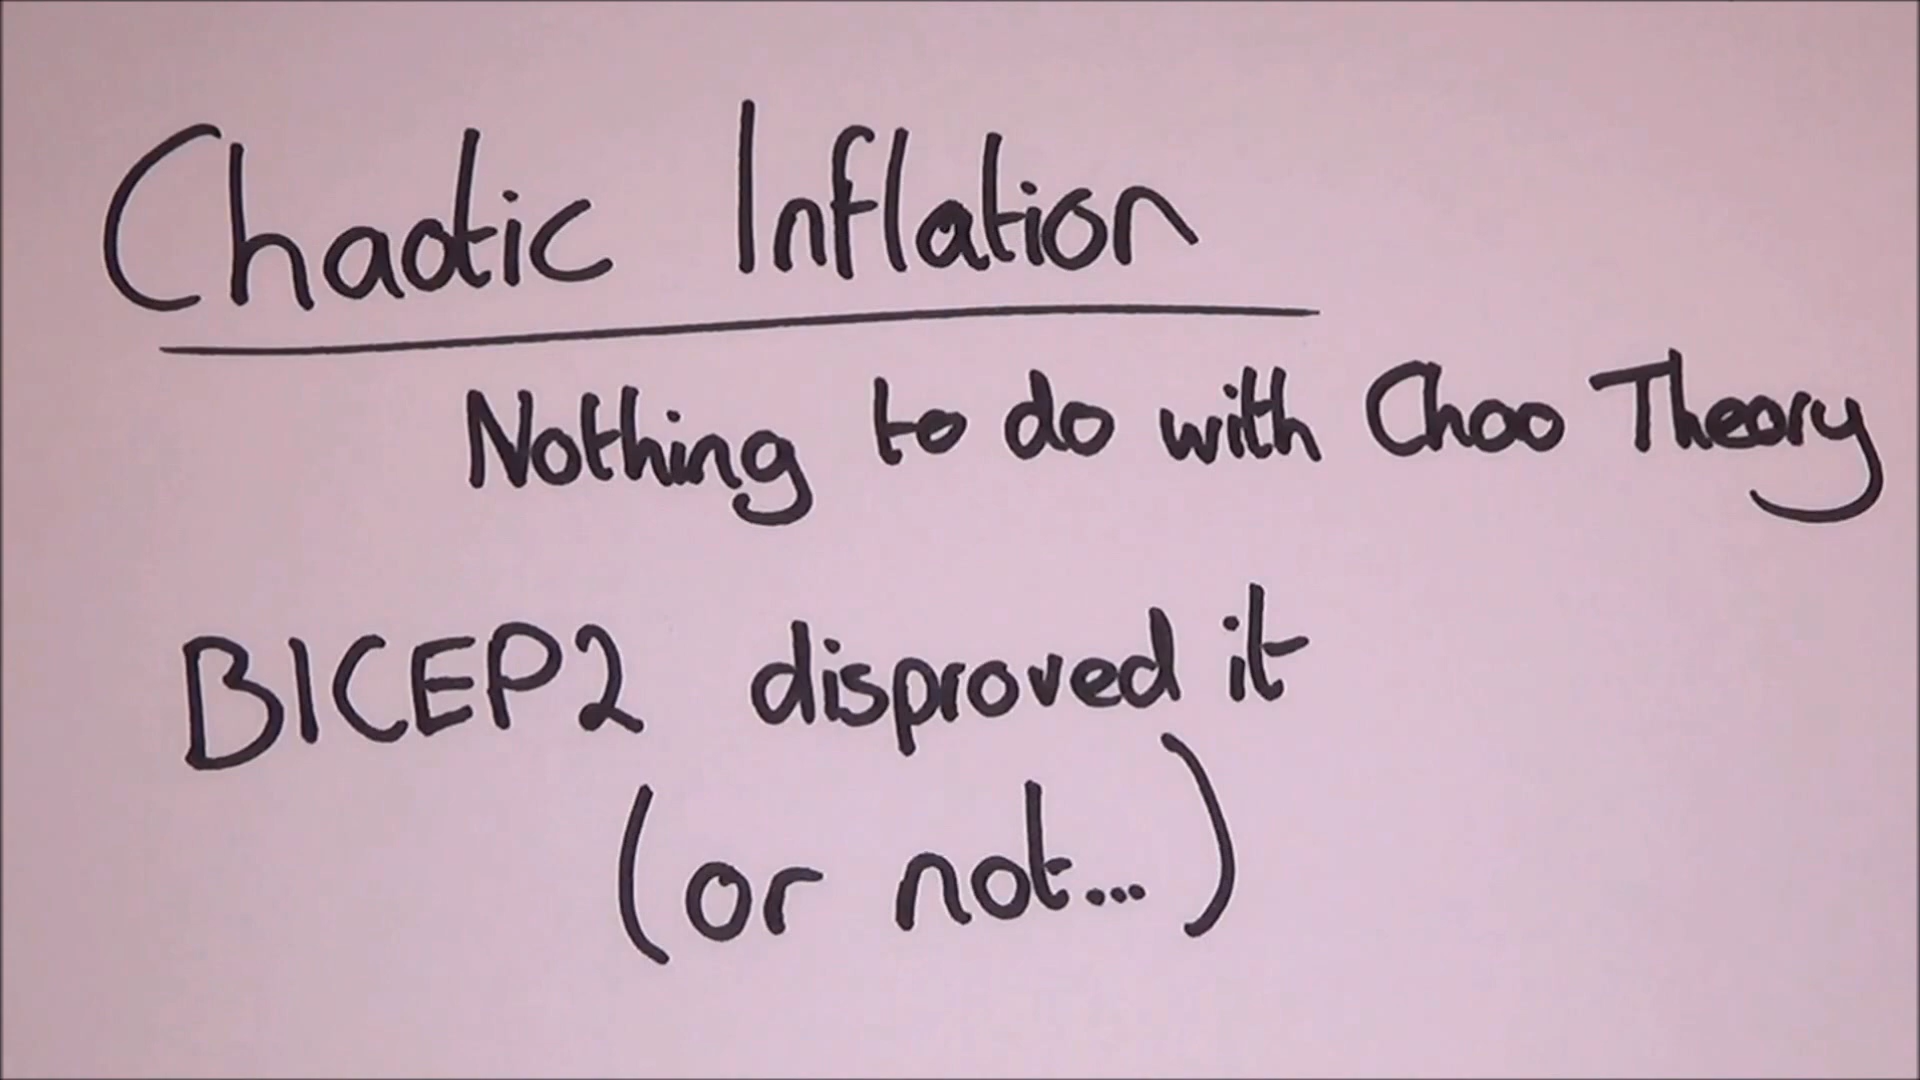 Chaotic Inflation
Nothing to do with Choo Theory
BICEP2 disproved it
(or not...)